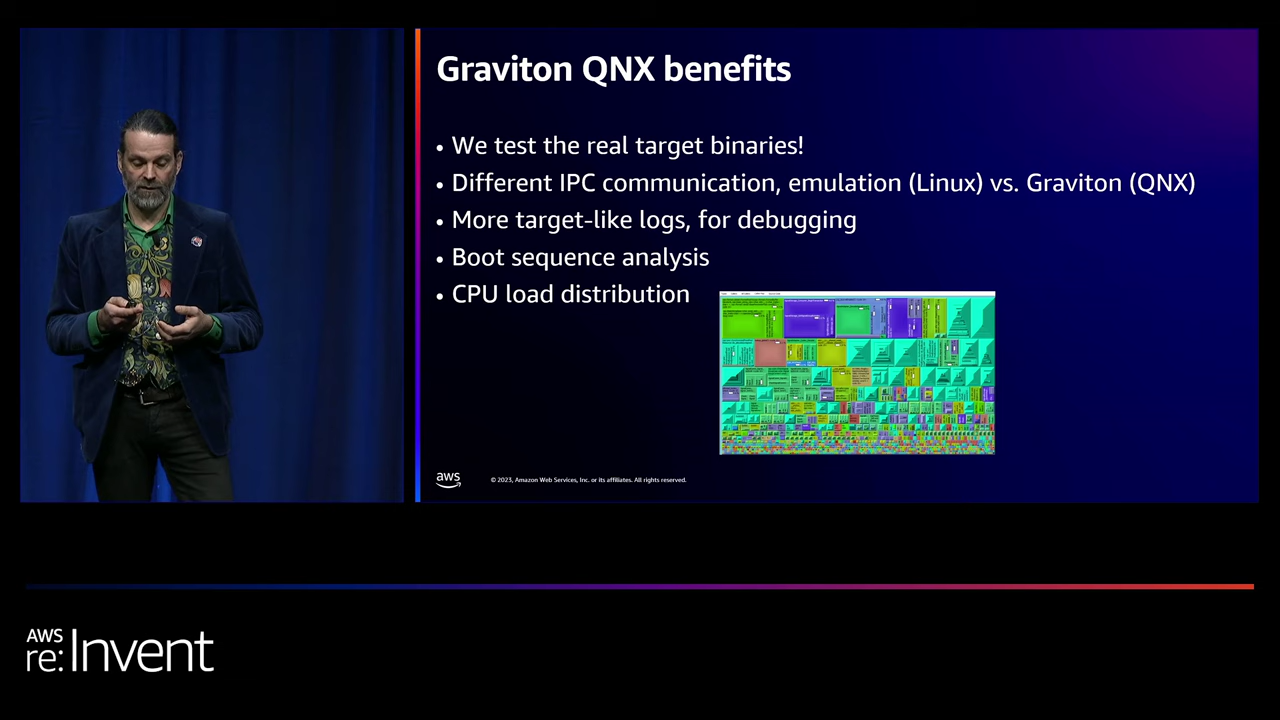 Graviton QNX benefits
• We test the real target binaries!
• Different IPC communication, emulation (Linux) vs. Graviton (QNX)
• More target-like logs, for debugging
• Boot sequence analysis
• CPU load distribution
aws
© 2023, Amazon Web Services, Inc. or its affiliates. All rights reserved.
AWS
re:Invent